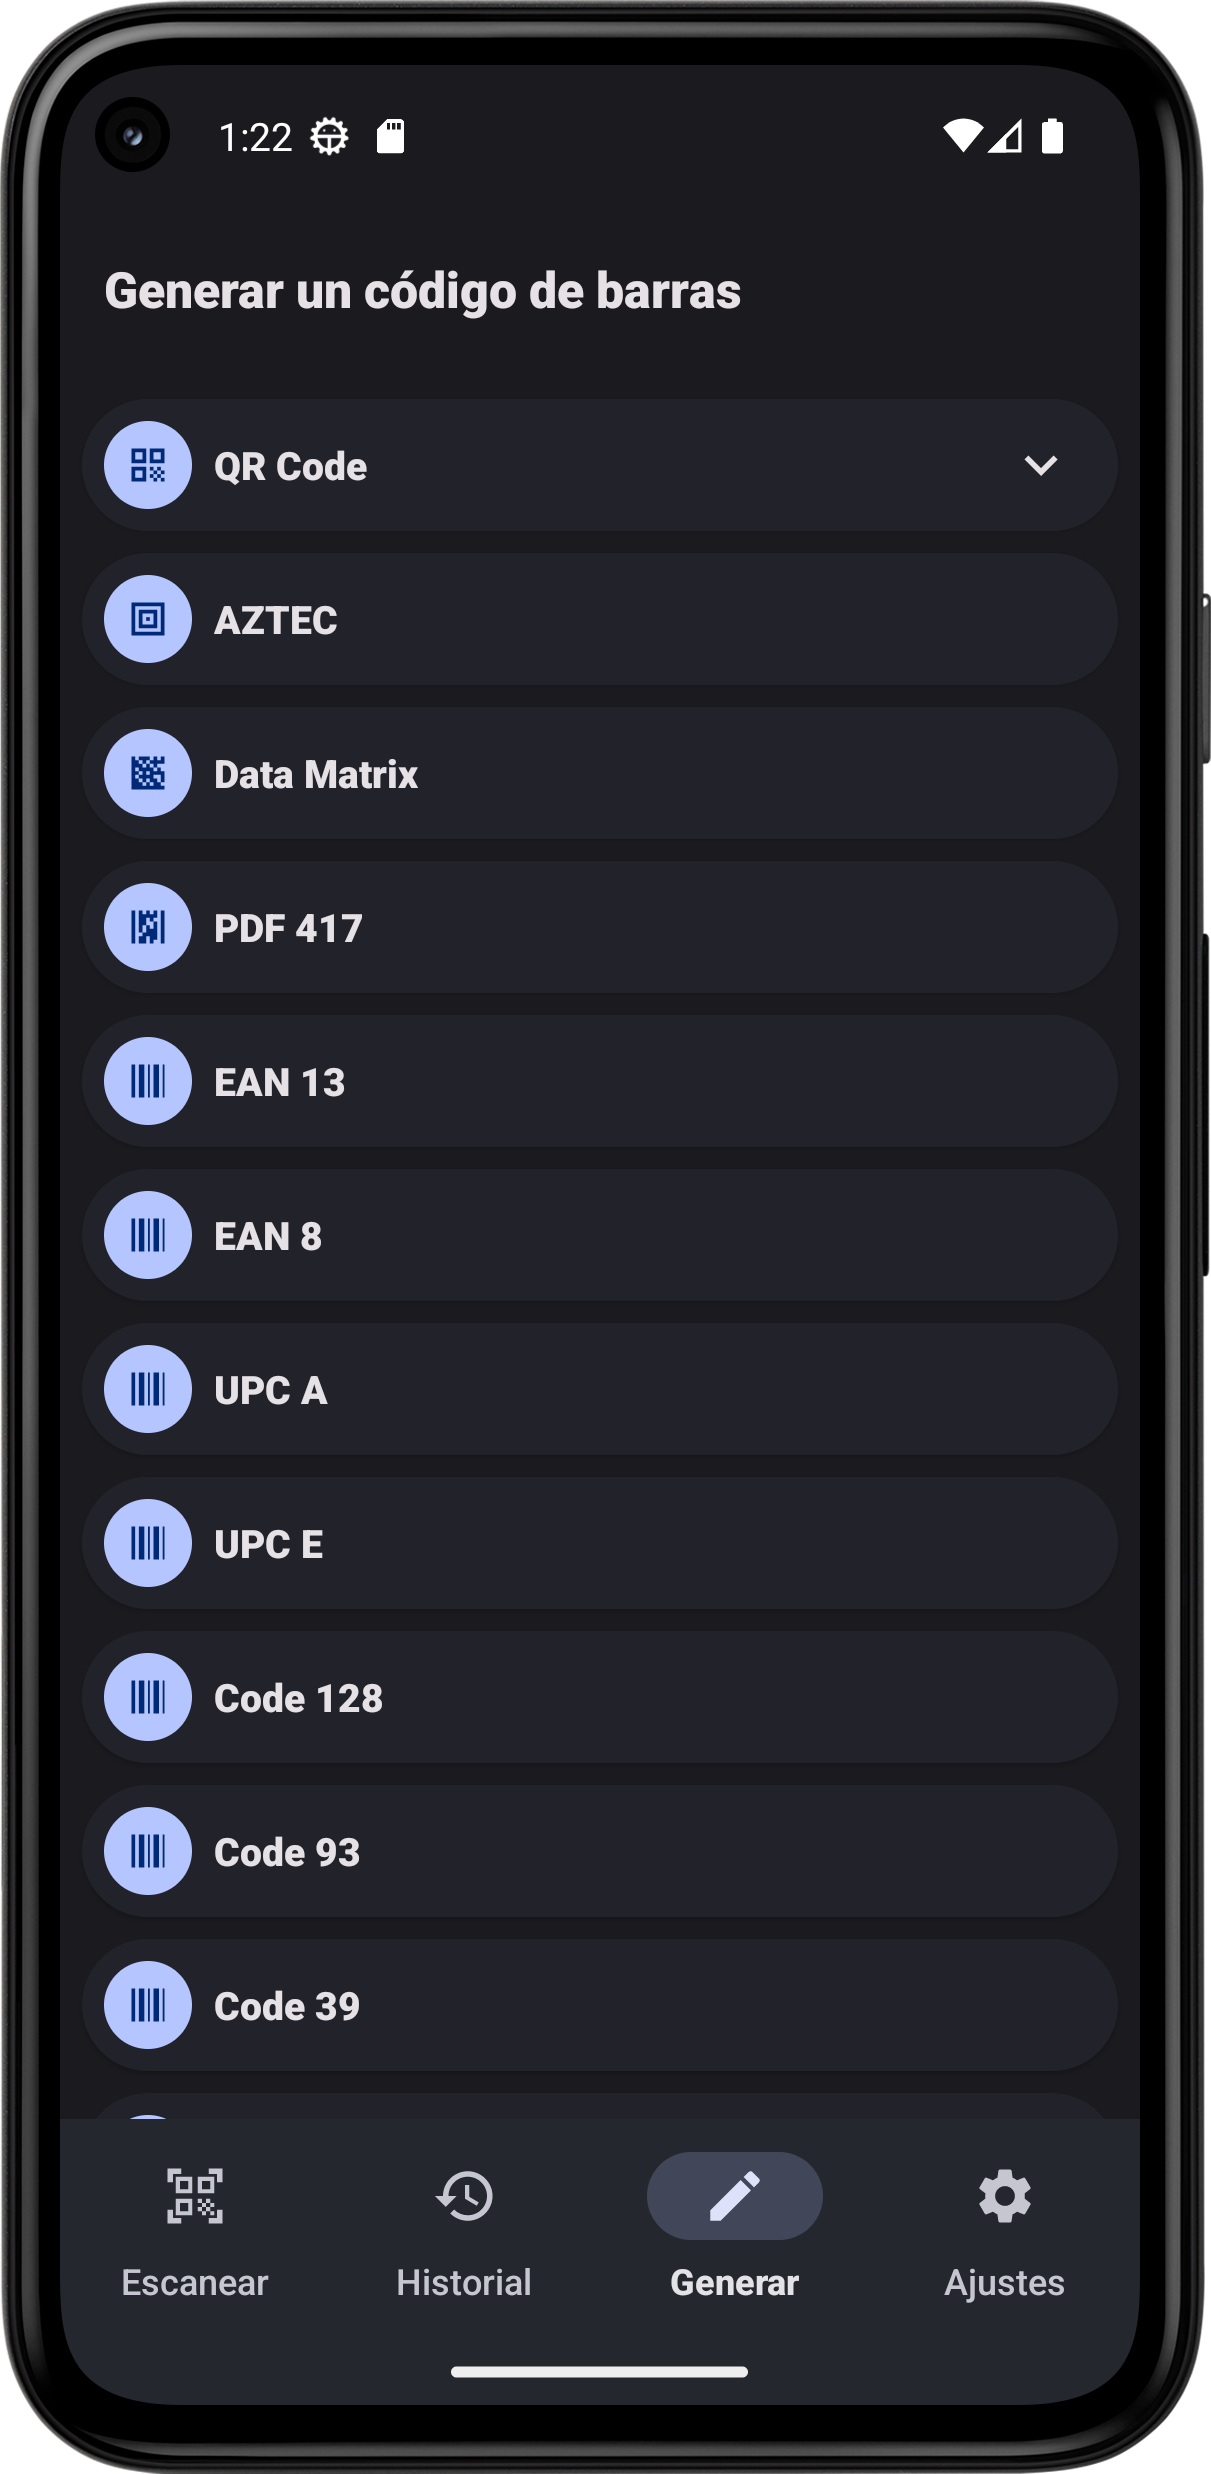 1:22
Generar un código de barras
QR Code
AZTEC
Data Matrix
PDF 417
EAN 13
EAN 8
UPC A
UPC E
Code 128
Code 93
Code 39
Escanear
Historial
Generar
Ajustes